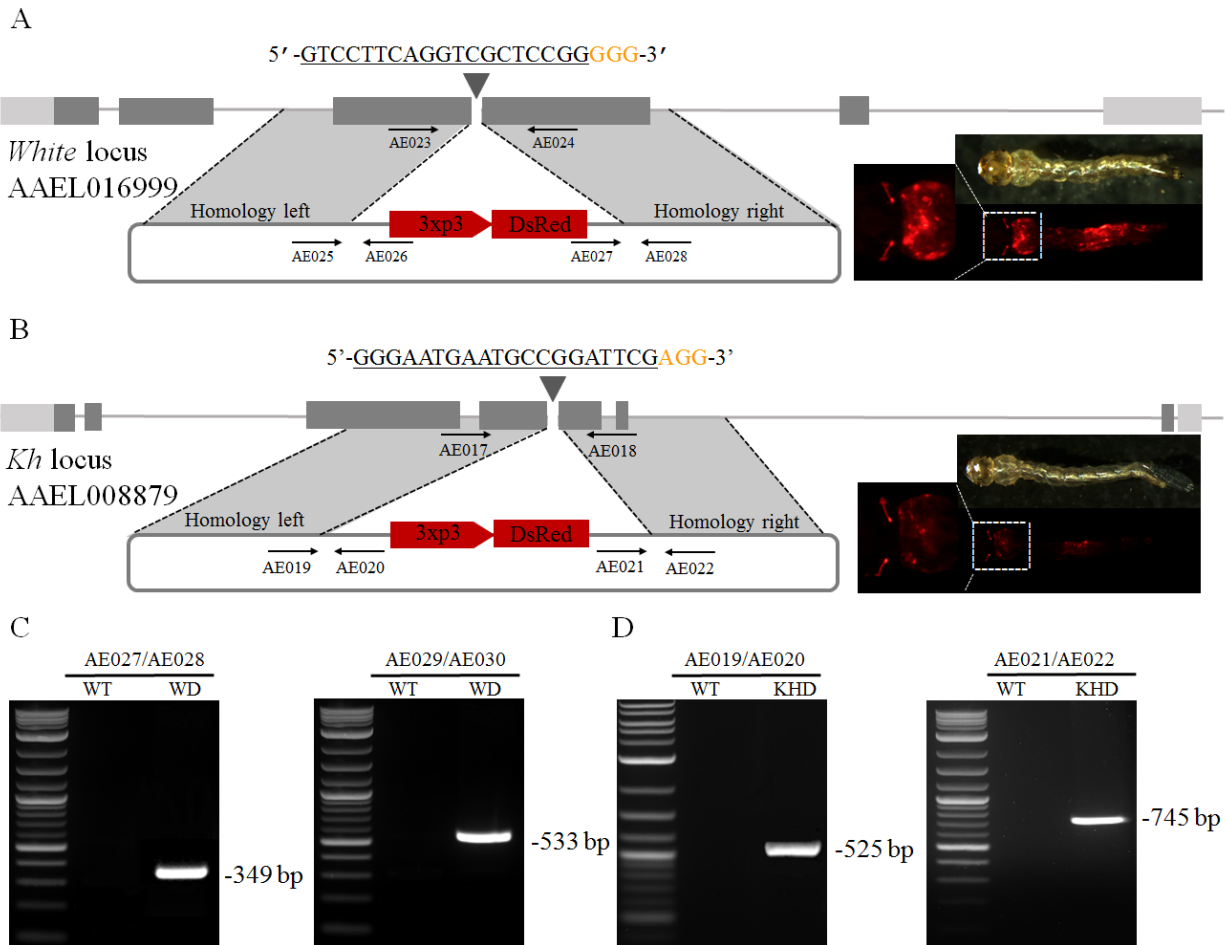 A
5′-GTCCTTCAGGTCGCTCCGGGGG-3′
AE023
AE024
White locus
AAEL016999
Homology left
3xp3
DsRed
Homology right
AE025
AE026
AE027
AE028
B
5’-GGGAATGAATGCCGGATTCGAGG-3’
AE017
AE018
Kh locus
AAEL008879
Homology left
3xp3
DsRed
Homology right
AE019
AE020
AE021
AE022
C
AE027/AE028
WT
WD
-349 bp
AE029/AE030
WT
WD
-533 bp
D
AE019/AE020
WT
KHD
-525 bp
AE021/AE022
WT
KHD
-745 bp